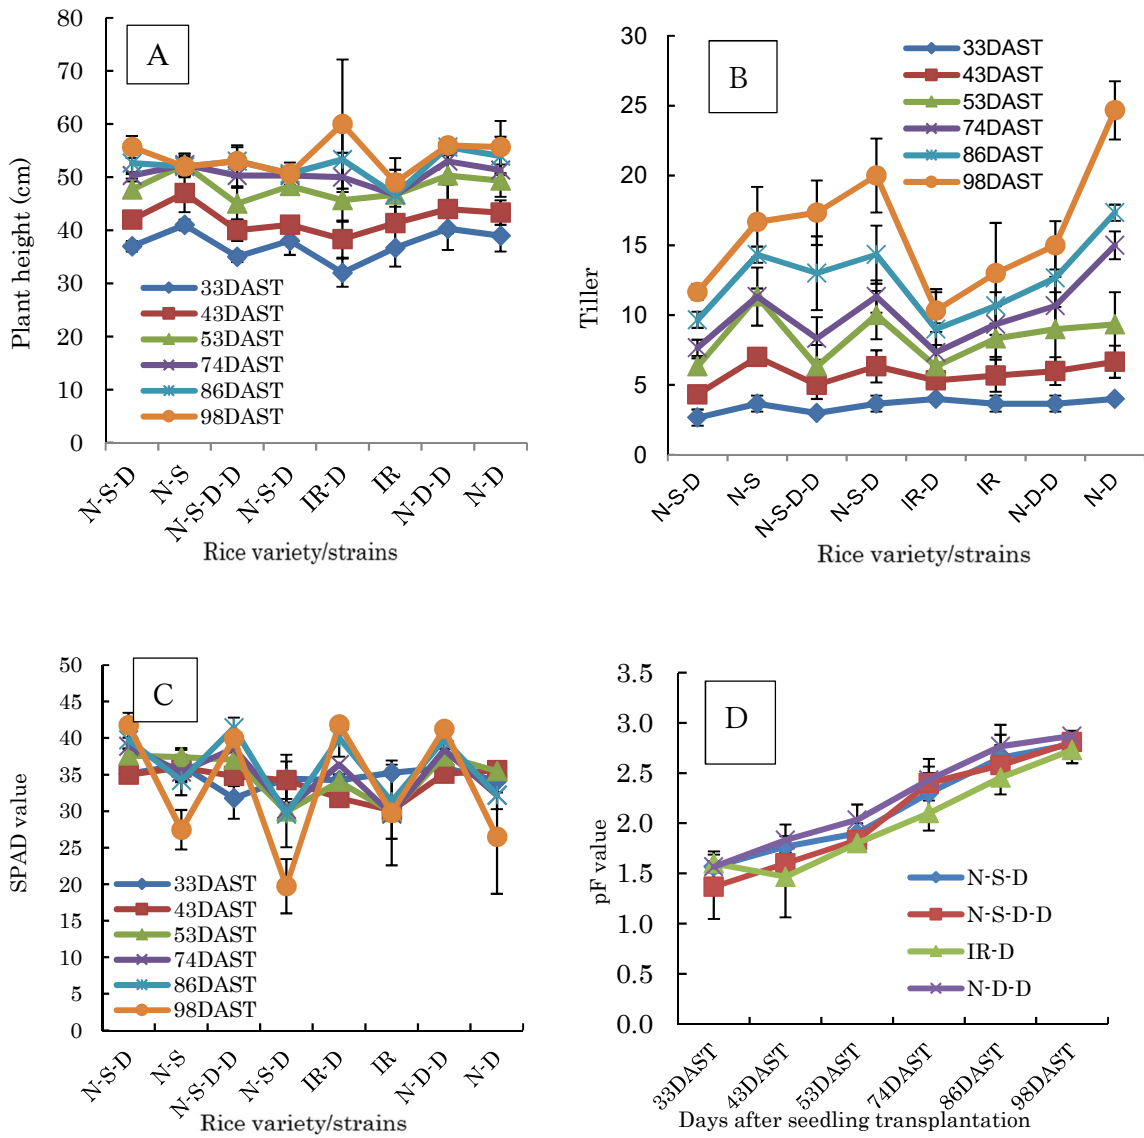 A
Plant height (cm)
80
70
60
50
40
30
20
10
0
33DAST
43DAST
53DAST
74DAST
86DAST
98DAST
N-S-D
N-S
N-S-D-D
N-S-D
IR-D
IR
N-D-D
N-D
Rice variety/strains
B
Tiller
30
25
20
15
10
5
0
33DAST
43DAST
53DAST
74DAST
86DAST
98DAST
N-S-D
N-S
N-S-D-D
N-S-D
IR-D
IR
N-D-D
N-D
Rice variety/strains
C
SPAD value
50
45
40
35
30
25
20
15
10
5
0
33DAST
43DAST
53DAST
74DAST
86DAST
98DAST
N-S-D
N-S
N-S-D-D
N-S-D
IR-D
IR
N-D-D
N-D
Rice variety/strains
D
pF value
3.5
3.0
2.5
2.0
1.5
1.0
0.5
0.0
N-S-D
N-S-D-D
IR-D
N-D-D
33DAST
43DAST
53DAST
74DAST
86DAST
98DAST
Days after seedling transplantation